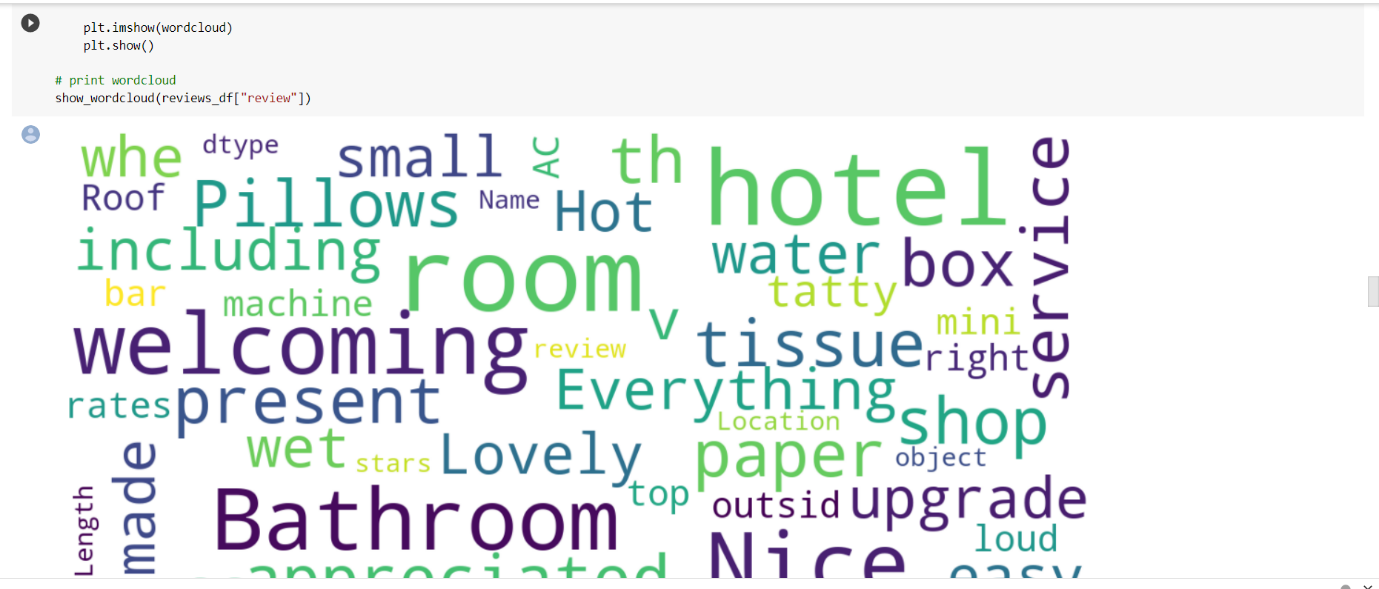 plt.imshow(wordcloud)
plt.show()
# print wordcloud
show_wordcloud(reviews_df["review"])
whe dtype small AC th hotel service
Roof Pillows Name Hot
including room water box
bar machine tatty
welcoming review v tissue mini right
rates present Everything
Location shop
wet stars Lovely paper object
Length made Bathroom top outsid upgrade
loud
appreciated Nice easy